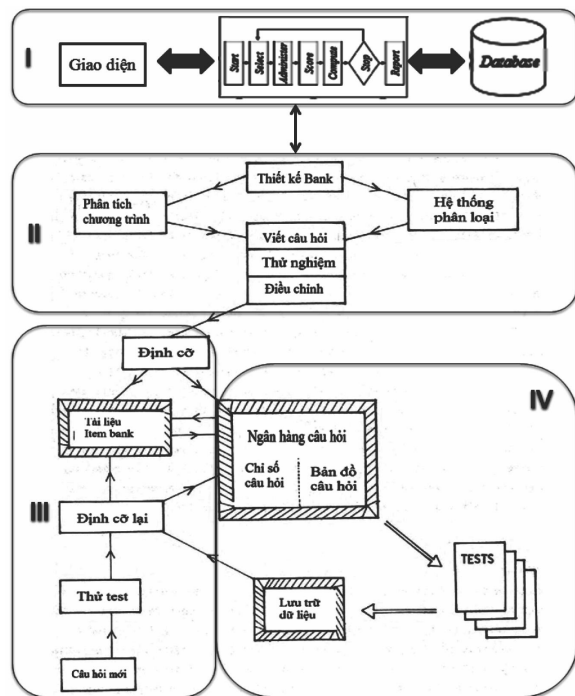 I
Giao diện
Start
Select
Administer
Score
Compute
Stop
Report
Database
II
Thiết kế Bank
Phân tích
chương trình
Hệ thống
phân loại
Viết câu hỏi
Thử nghiệm
Điều chỉnh
III
Định cỡ
Tài liệu
Item bank
Định cỡ lại
Thử test
Câu hỏi mới
IV
Ngân hàng câu hỏi
Chỉ số
câu hỏi
Bản đồ
câu hỏi
TESTS
Lưu trữ
dữ liệu